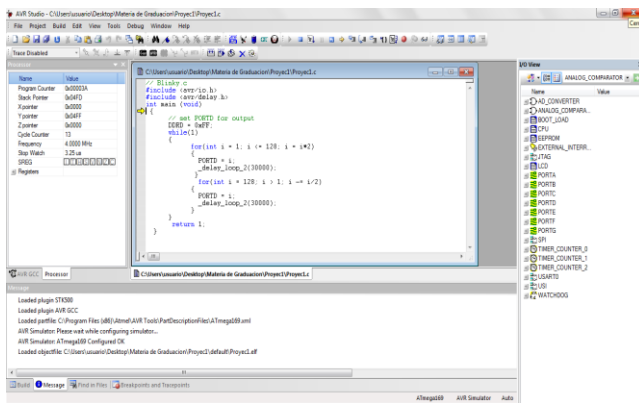 AVR Studio - C:\Users\usuario\Desktop\Materia de Graduacion\Proyec1\Proyec1.c
File Project Build Edit View Tools Debug Window Help
Trace Disabled
Processor
Name Value
Program Counter 0x00003A
Stack Pointer 0x04FD
X pointer 0x0000
Y pointer 0x04FF
Z pointer 0x0000
Cycle Counter 13
Frequency 4.0000 MHz
Stop Watch 3.25 us
SREG
Registers
AVR GCC Processor
C:\Users\usuario\Desktop\Materia de Graduacion\Proyec1\Proyec1.c
// Blinky.c
#include <avr/io.h>
#include <avr/delay.h>
int main (void)
{
// set PORTD for output
DDRD = 0xFF;
while(1)
{
for(int i = 1; i <= 128; i = i*2)
{
PORTD = i;
_delay_loop_2(30000);
}
for(int i = 128; i > 1; i -= i/2)
{
PORTD = i;
_delay_loop_2(30000);
}
}
return 1;
}
C:\Users\usuario\Desktop\Materia de Graduacion\Proyec1\Proyec1.c
I/O View
ANALOG_COMPARATOR
Name Value
AD_CONVERTER
ANALOG_COMPARA...
BOOT_LOAD
CPU
EEPROM
EXTERNAL_INTERR...
JTAG
LCD
PORTA
PORTB
PORTC
PORTD
PORTE
PORTF
PORTG
SPI
TIMER_COUNTER_0
TIMER_COUNTER_1
TIMER_COUNTER_2
USART0
USI
WATCHDOG
Message
Loaded plugin STK500
Loaded plugin AVR GCC
Loaded partfile: C:\Program Files (x86)\Atmel\AVR Tools\PartDescriptionFiles\ATmega169.xml
AVR Simulator: Please wait while configuring simulator...
AVR Simulator: ATmega169 Configured OK
Loaded objectfile: C:\Users\usuario\Desktop\Materia de Graduacion\Proyec1\default\Proyec1.elf
Build Message Find in Files Breakpoints and Tracepoints
ATmega169 AVR Simulator Auto